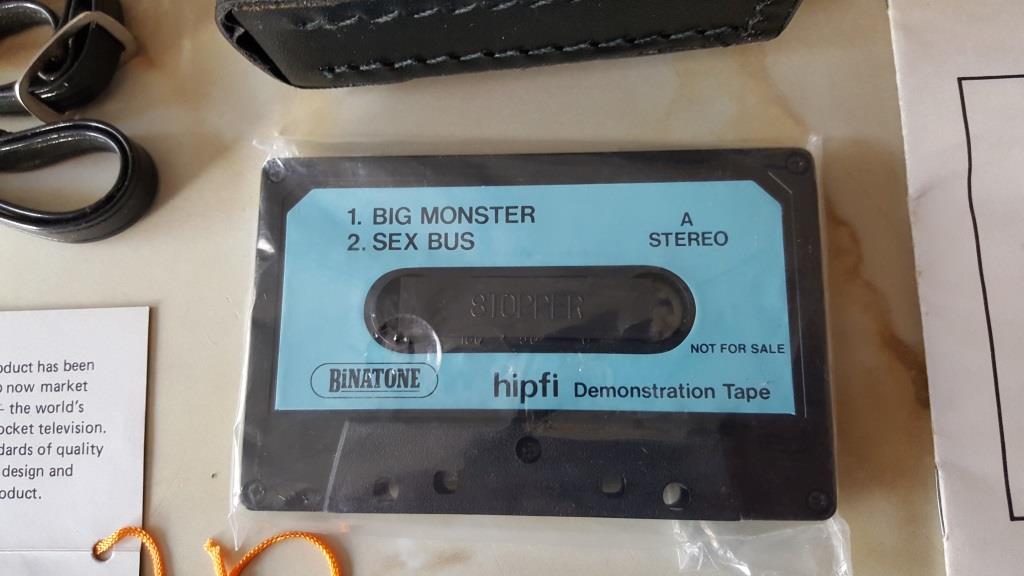 1. BIG MONSTER
2. SEX BUS
A
STEREO
STOPPER
NOT FOR SALE
BINATONE
hipfi Demonstration Tape
oduct has been
o now market
- the world's
ocket television.
dards of quality
design and
oduct.